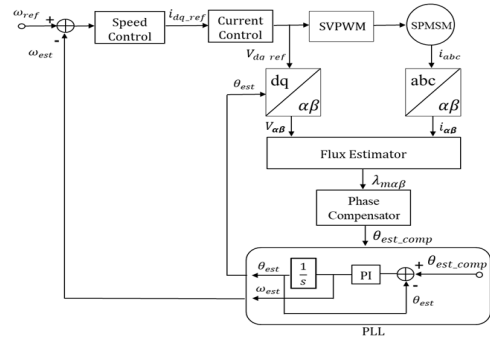 ω_ref + Speed Control i_dq_ref Current Control SVPWM SPMSM
ω_est -
V_dq_ref i_abc
θ_est dq αβ abc αβ
V_αβ i_αβ
Flux Estimator
λ_mαβ
Phase Compensator
θ_est_comp
θ_est 1/s PI + θ_est_comp
ω_est - θ_est
PLL